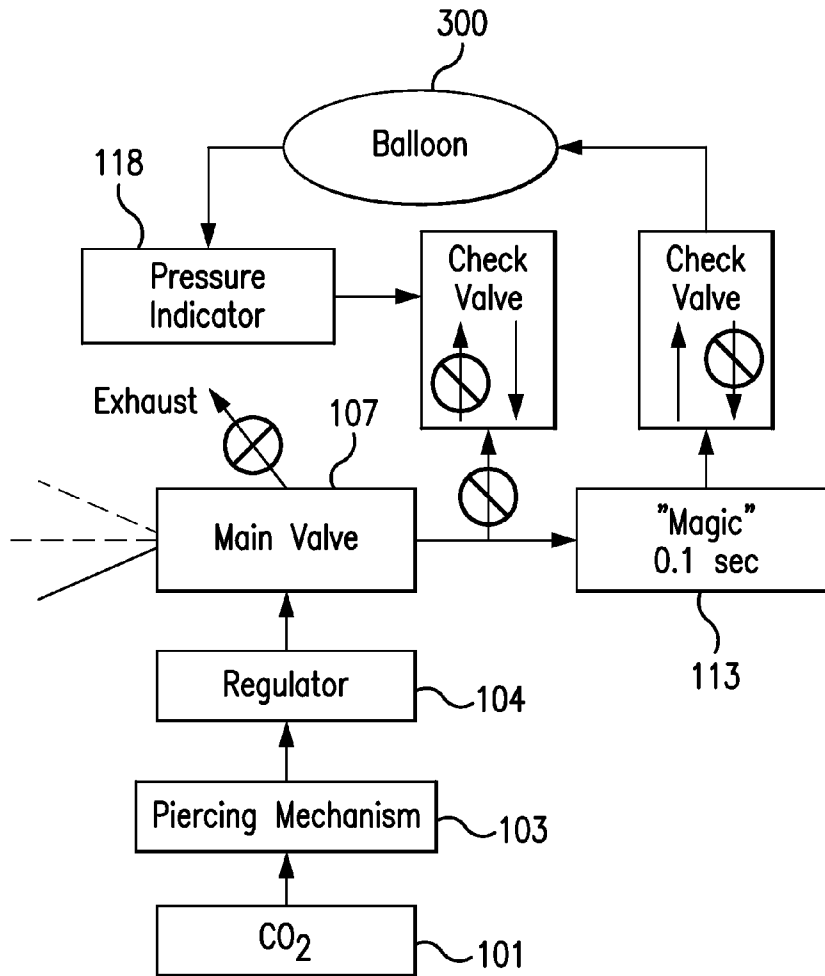 300
Balloon
118
Pressure
Indicator
Check
Valve
Check
Valve
Exhaust
107
Main Valve
"Magic"
0.1 sec
113
Regulator
104
Piercing Mechanism
103
CO2
101